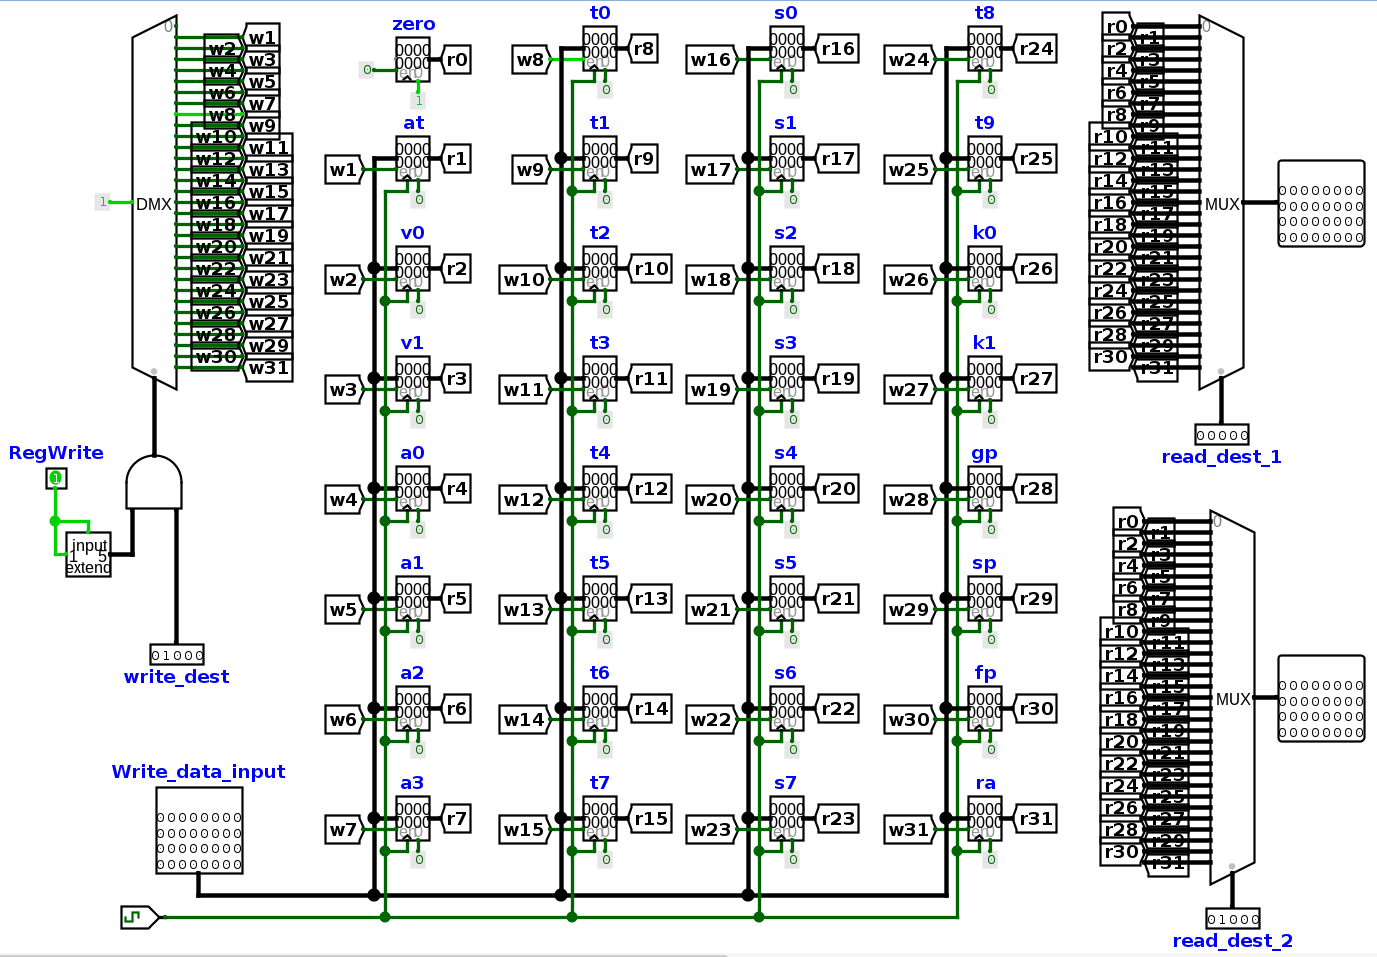 zero
t0
s0
t8
0
w1
w2
w3
w4
w5
w6
w7
w8
w9
w10
w11
w12
w13
w14
w15
w16
w17
w18
w19
w20
w21
w22
w23
w24
w25
w26
w27
w28
w29
w30
w31
1
DMX
RegWrite
1
input
1 5
extend
01000
write_dest
Write_data_input
00000000
00000000
00000000
00000000
0
r0
1
w8
r8
0
w16
r16
0
w24
r24
0
at
t1
s1
t9
w1
r1
0
w9
r9
0
w17
r17
0
w25
r25
0
v0
t2
s2
k0
w2
r2
0
w10
r10
0
w18
r18
0
w26
r26
0
v1
t3
s3
k1
w3
r3
0
w11
r11
0
w19
r19
0
w27
r27
0
a0
t4
s4
gp
w4
r4
0
w12
r12
0
w20
r20
0
w28
r28
0
a1
t5
s5
sp
w5
r5
0
w13
r13
0
w21
r21
0
w29
r29
0
a2
t6
s6
fp
w6
r6
0
w14
r14
0
w22
r22
0
w30
r30
0
a3
t7
s7
ra
w7
r7
0
w15
r15
0
w23
r23
0
w31
r31
0
0
r0
r1
r2
r3
r4
r5
r6
r7
r8
r9
r10
r11
r12
r13
r14
r15
r16
r17
r18
r19
r20
r21
r22
r23
r24
r25
r26
r27
r28
r29
r30
r31
MUX
00000000
00000000
00000000
00000000
00000
read_dest_1
0
r0
r1
r2
r3
r4
r5
r6
r7
r8
r9
r10
r11
r12
r13
r14
r15
r16
r17
r18
r19
r20
r21
r22
r23
r24
r25
r26
r27
r28
r29
r30
r31
MUX
00000000
00000000
00000000
00000000
01000
read_dest_2